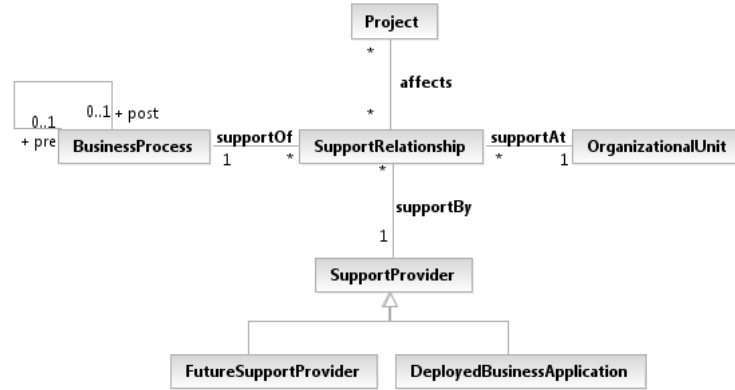 Project
*
affects
0..1 + post
0..1
*
+ pre
BusinessProcess
supportOf
1
*
SupportRelationship
supportAt
*
1
OrganizationalUnit
*
supportBy
1
SupportProvider
FutureSupportProvider
DeployedBusinessApplication